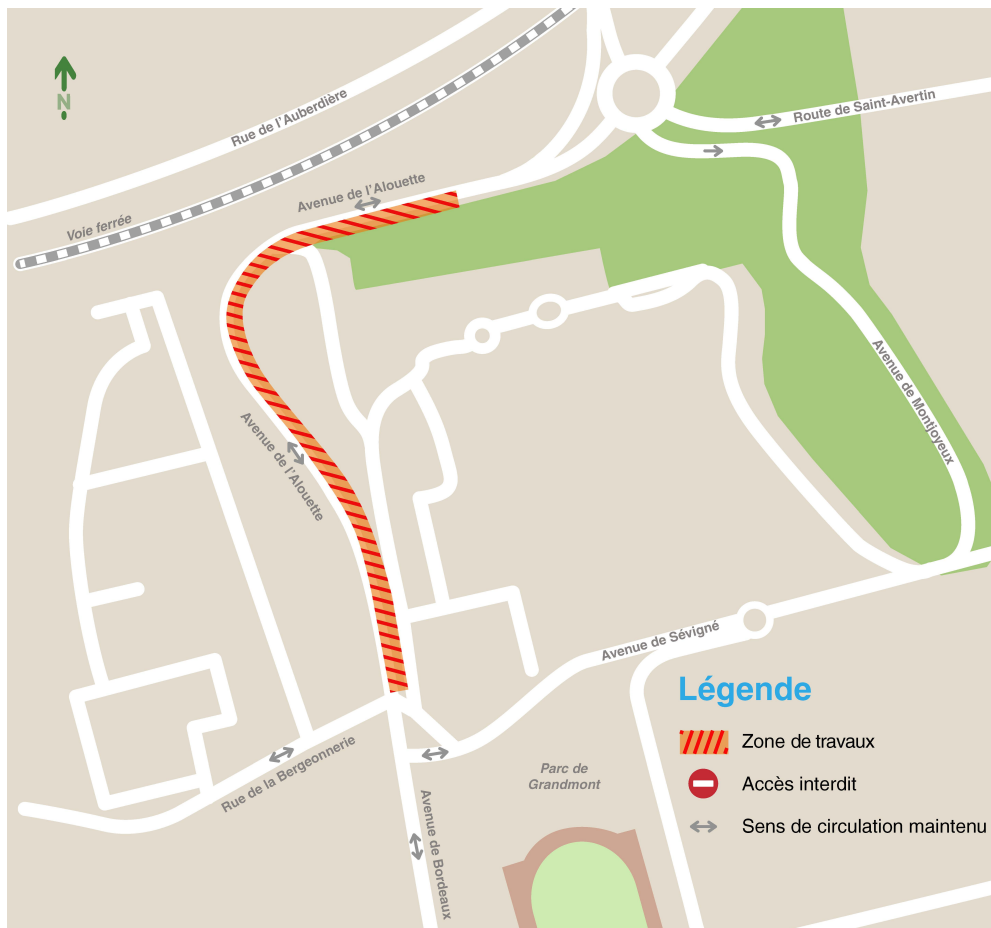 N
Rue de l'Auberdière
Route de Saint-Avertin
Voie ferrée
Avenue de l'Alouette
Avenue de Montjoyeux
Avenue de l'Alouette
Avenue de Sévigné
Rue de la Bergeonnerie
Avenue de Bordeaux
Parc de
Grandmont
Légende
Zone de travaux
Accès interdit
Sens de circulation maintenu